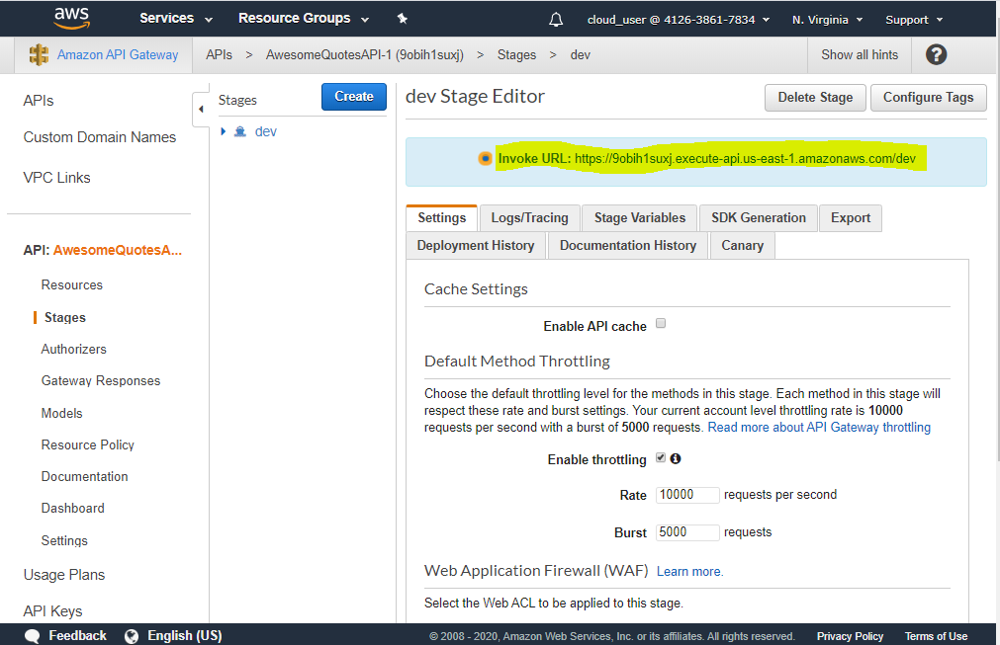 aws Services Resource Groups cloud_user @ 4126-3861-7834 N. Virginia Support
Amazon API Gateway APIs > AwesomeQuotesAPI-1 (9obih1suxj) > Stages > dev Show all hints ?
APIs
Custom Domain Names
VPC Links
API: AwesomeQuotesA...
Resources
Stages
Authorizers
Gateway Responses
Models
Resource Policy
Documentation
Dashboard
Settings
Usage Plans
API Keys
Stages Create
dev
dev Stage Editor Delete Stage Configure Tags
Invoke URL: https://9obih1suxj.execute-api.us-east-1.amazonaws.com/dev
Settings Logs/Tracing Stage Variables SDK Generation Export
Deployment History Documentation History Canary
Cache Settings
Enable API cache
Default Method Throttling
Choose the default throttling level for the methods in this stage. Each method in this stage will
respect these rate and burst settings. Your current account level throttling rate is 10000
requests per second with a burst of 5000 requests. Read more about API Gateway throttling
Enable throttling
Rate 10000 requests per second
Burst 5000 requests
Web Application Firewall (WAF) Learn more.
Select the Web ACL to be applied to this stage.
Feedback English (US) © 2008 - 2020, Amazon Web Services, Inc. or its affiliates. All rights reserved. Privacy Policy Terms of Use